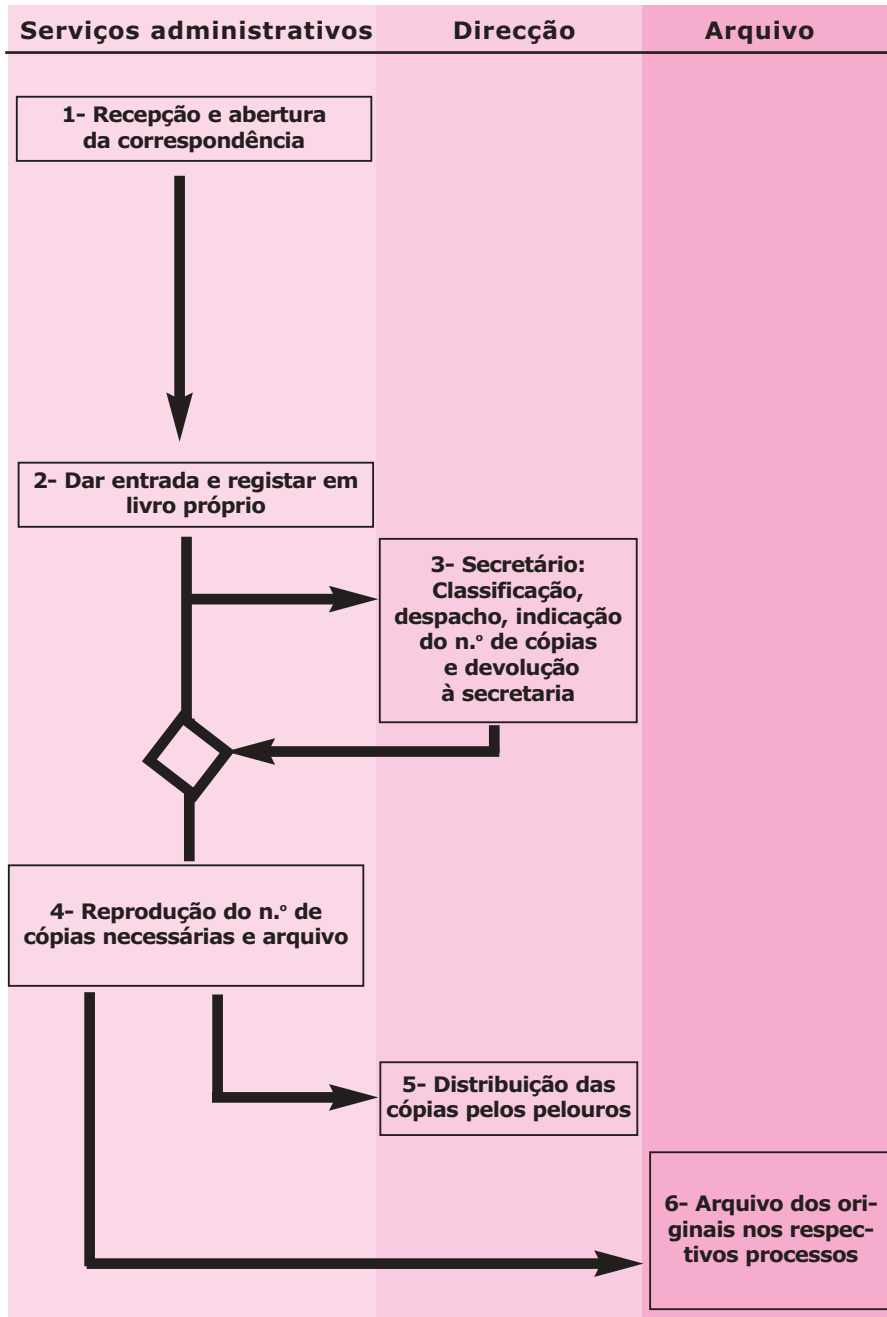 Serviços administrativos Direcção Arquivo
1- Recepção e abertura
da correspondência
2- Dar entrada e registar em
livro próprio
3- Secretário:
Classificação,
despacho, indicação
do n.º de cópias
e devolução
à secretaria
4- Reprodução do n.º de
cópias necessárias e arquivo
5- Distribuição das
cópias pelos pelouros
6- Arquivo dos ori-
ginais nos respec-
tivos processos